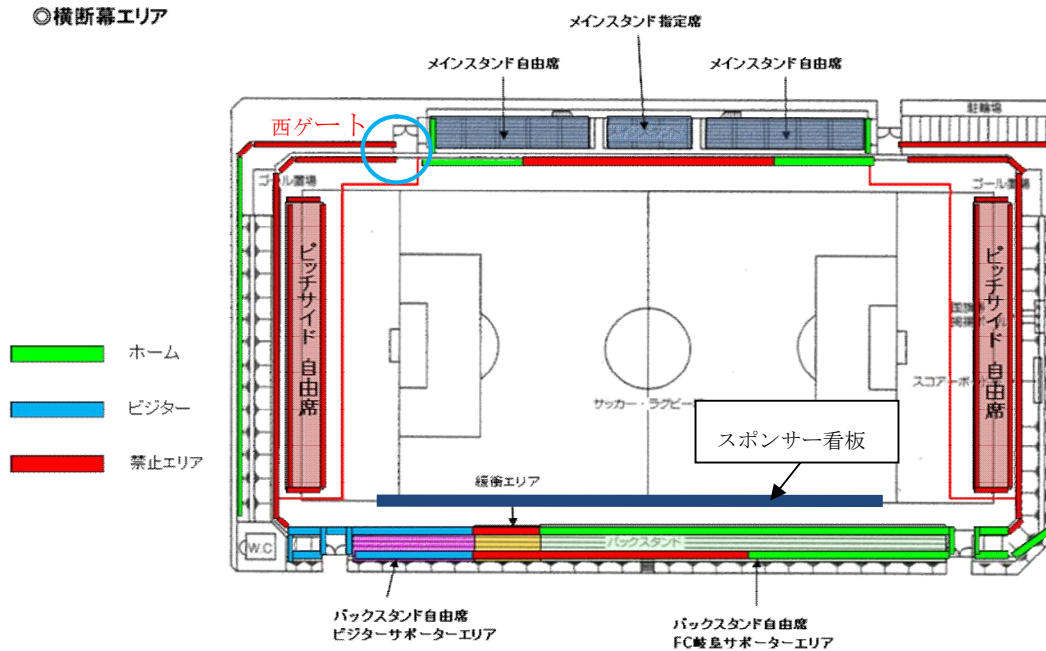 ◎横断幕エリア
メインスタンド指定席
メインスタンド自由席
メインスタンド自由席
駐輪場
西ゲート
ゴール置場
ゴール置場
ピッチサイド 自由席
ピッチサイド 自由席
ホーム
ビジター
禁止エリア
サッカー・ラグビー
スポンサー看板
緩衝エリア
W.C
バックスタンド
バックスタンド自由席
ビジターサポーターエリア
バックスタンド自由席
FC岐阜サポーターエリア